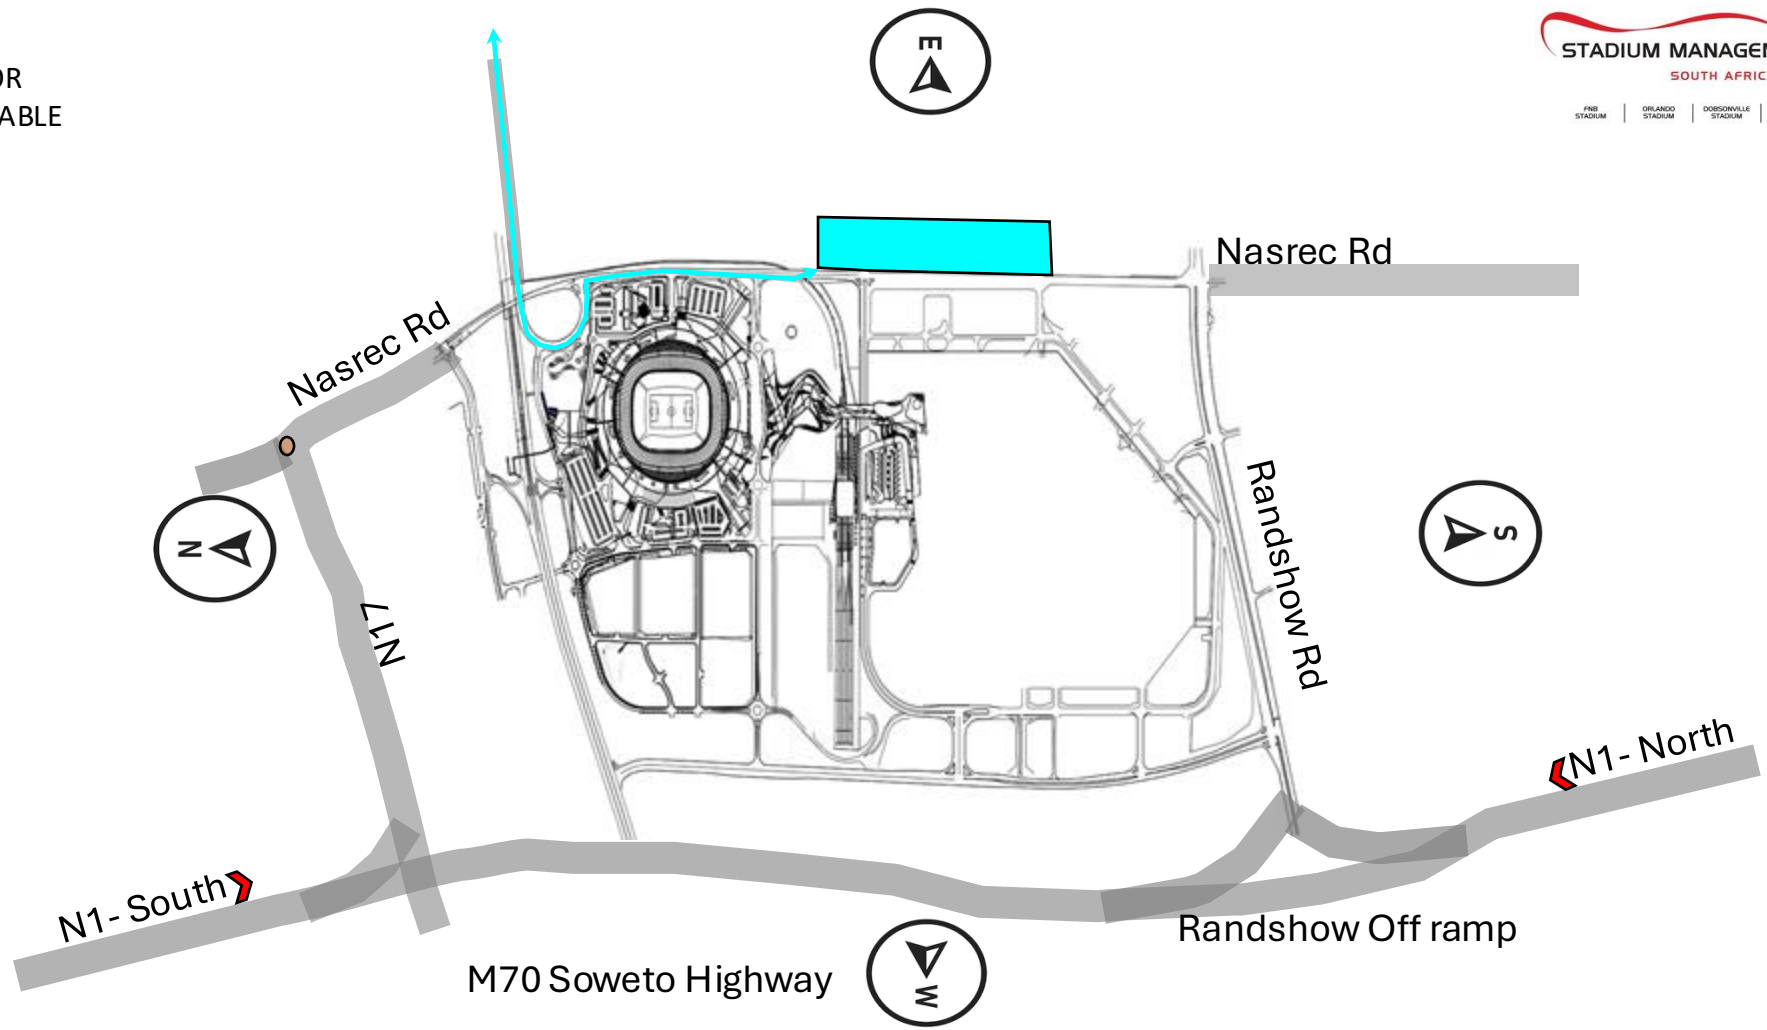 OR
ABLE
E
STADIUM MANAGEM
SOUTH AFRIC
FNB STADIUM
ORLANDO STADIUM
DOBSONVILLE STADIUM
Nasrec Rd
Nasrec Rd
N
S
N17
Randshow Rd
N1- North
N1- South
Randshow Off ramp
M70 Soweto Highway
W